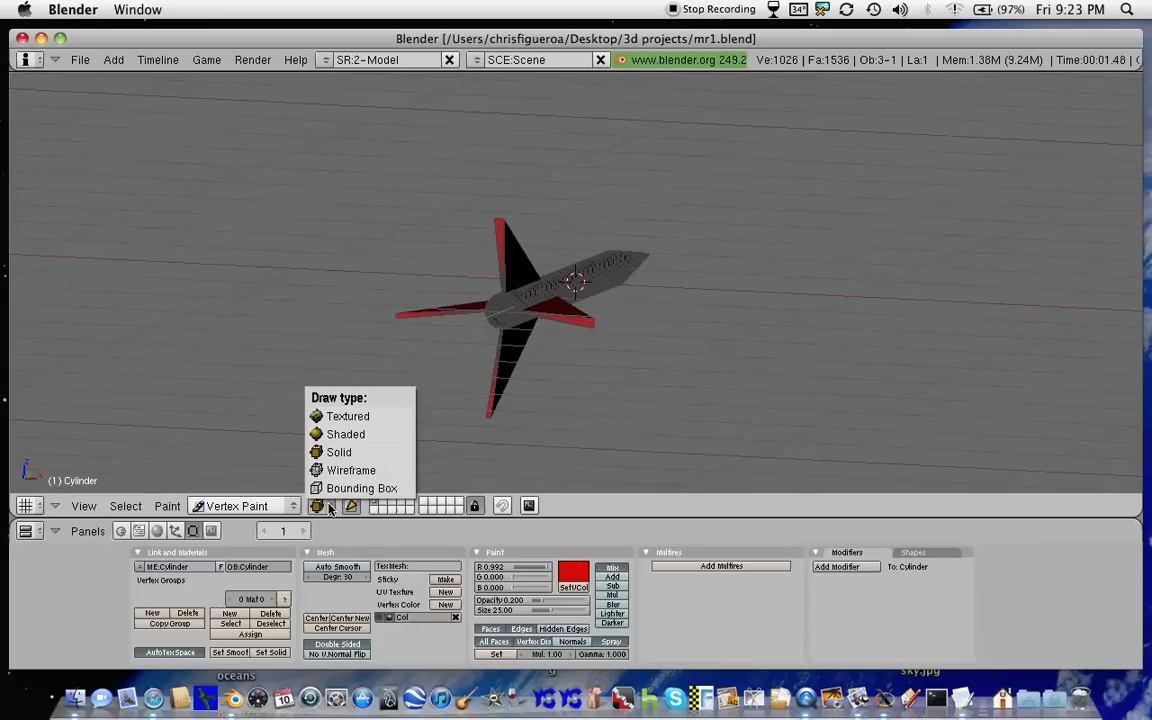 Blender Window Stop Recording 34° (97%) Fri 9:23 PM
Blender [/Users/chrisfigueroa/Desktop/3d projects/mr1.blend]
File Add Timeline Game Render Help SR:2-Model SCE:Scene www.blender.org 249.2 Ve:1026 | Fa:1536 | Ob:3-1 | La:1 | Mem:1.38M (9.24M) | Time:00:01.48 |
Draw type:
Textured
Shaded
Solid
Wireframe
Bounding Box
(1) Cylinder
View Select Paint Vertex Paint
Panels 1
Link and Materials Mesh Paint Multires Modifiers Shapes
ME:Cylinder F OB:Cylinder
Vertex Groups
0 Mat 0 ?
New Delete New Delete
Copy Group Select Deselect
Assign
AutoTexSpace Set Smoot Set Solid
Auto Smooth
Degr: 30
TexMesh:
Sticky Make
UV Texture New
Vertex Color New
Col
Center Center New
Center Cursor
Double Sided
No V.Normal Flip
R 0.992
G 0.000
B 0.000
SetVCol
Opacity 0.200
Size 25.00
Mix
Add
Sub
Mul
Blur
Lighter
Darker
Faces Edges Hidden Edges
All Faces Vertex Dis Normals Spray
Set Mul: 1.00 Gamma: 1.000
Add Multires
Add Modifier To: Cylinder
oceans g sky.jpg